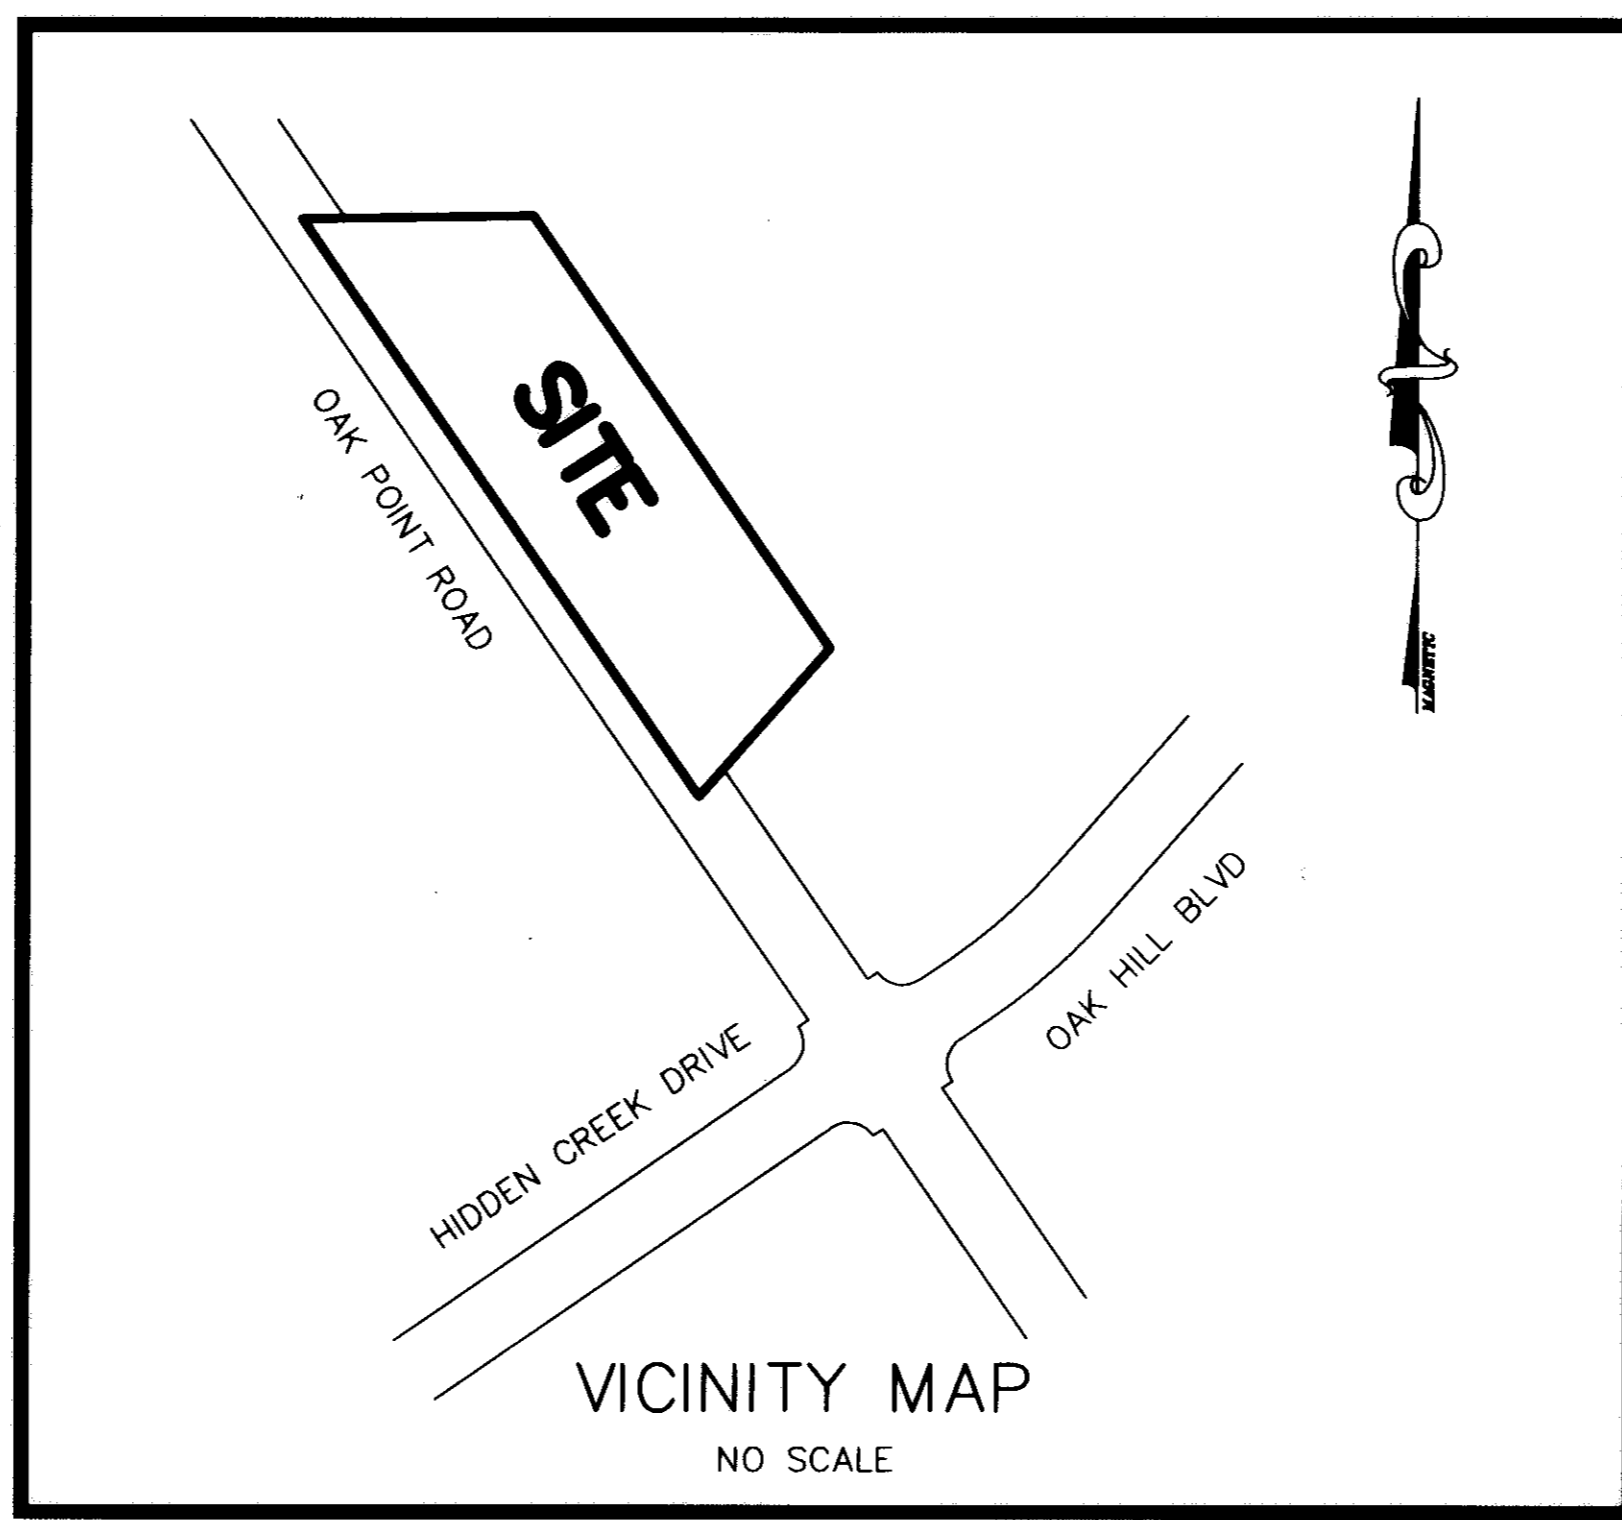 SITE
OAK POINT ROAD
MAGNETIC
OAK HILL BLVD
HIDDEN CREEK DRIVE
VICINITY MAP
NO SCALE